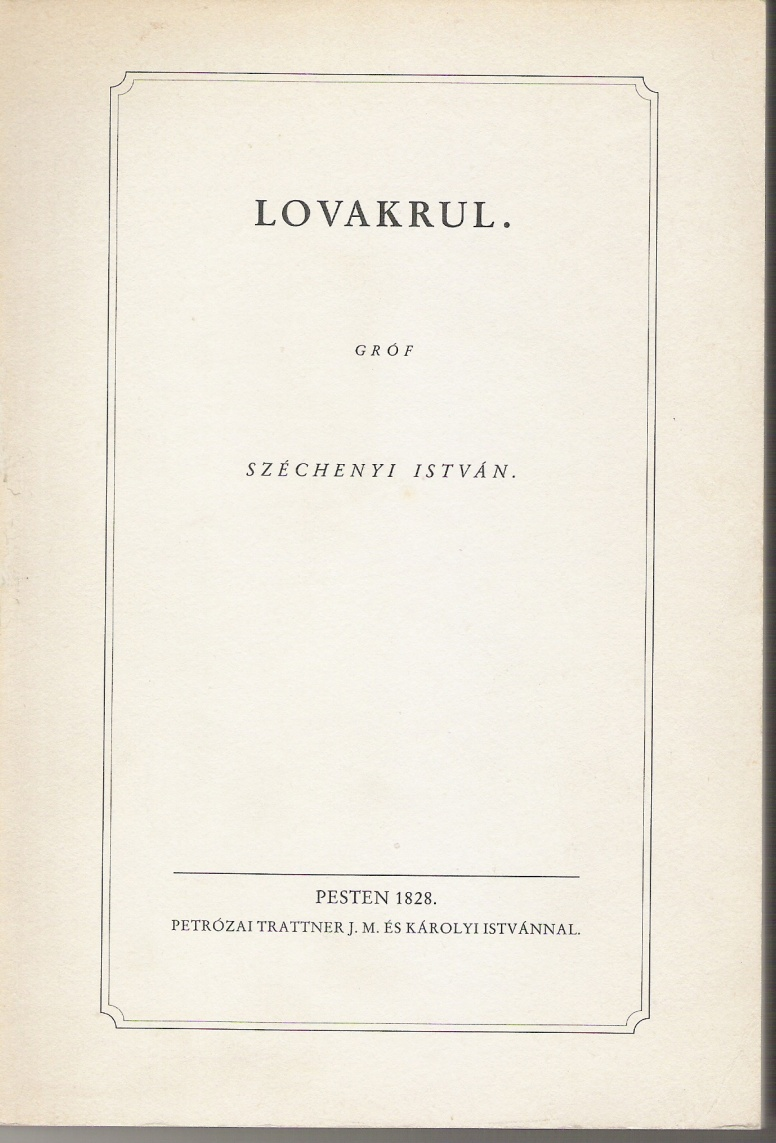 LOVAKRUL.
GRÓF
SZÉCHENYI ISTVÁN.
PESTEN 1828.
PETRÓZAI TRATTNER J. M. ÉS KÁROLYI ISTVÁNNAL.